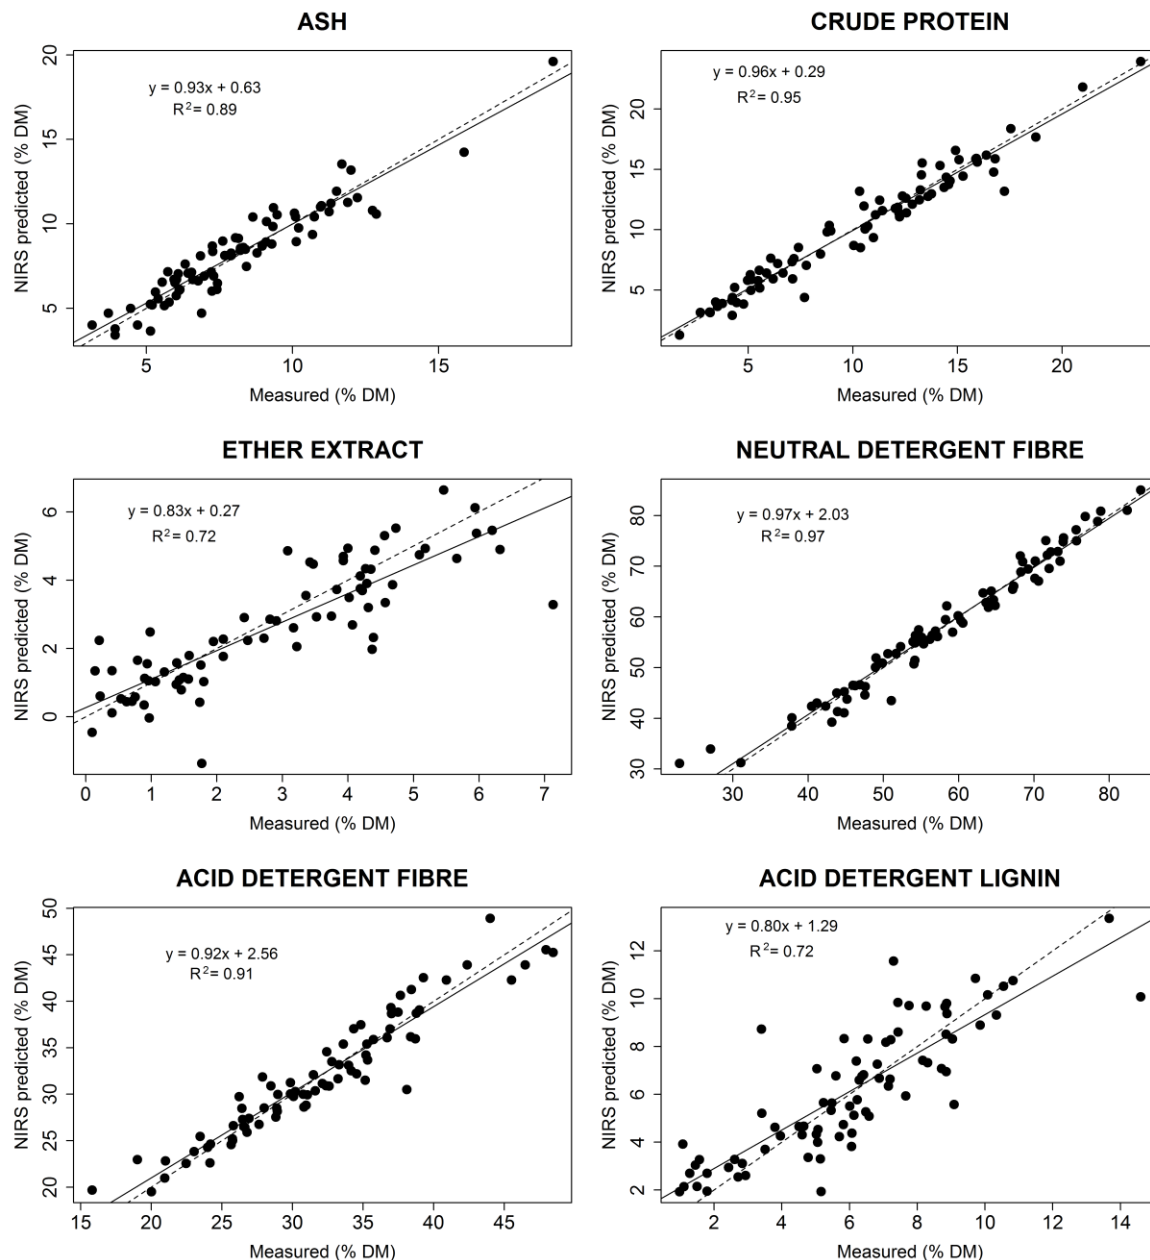 ASH
y = 0.93x + 0.63
R2 = 0.89
NIRS predicted (% DM)
20
15
10
5
5 10 15
Measured (% DM)
CRUDE PROTEIN
y = 0.96x + 0.29
R2 = 0.95
NIRS predicted (% DM)
20
15
10
5
5 10 15 20
Measured (% DM)
ETHER EXTRACT
y = 0.83x + 0.27
R2 = 0.72
NIRS predicted (% DM)
6
4
2
0
0 1 2 3 4 5 6 7
Measured (% DM)
NEUTRAL DETERGENT FIBRE
y = 0.97x + 2.03
R2 = 0.97
NIRS predicted (% DM)
80
70
60
50
40
30
30 40 50 60 70 80
Measured (% DM)
ACID DETERGENT FIBRE
y = 0.92x + 2.56
R2 = 0.91
NIRS predicted (% DM)
50
45
40
35
30
25
20
15 20 25 30 35 40 45
Measured (% DM)
ACID DETERGENT LIGNIN
y = 0.80x + 1.29
R2 = 0.72
NIRS predicted (% DM)
12
10
8
6
4
2
2 4 6 8 10 12 14
Measured (% DM)